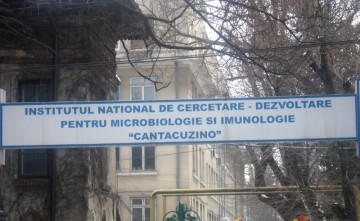 INSTITUTUL NATIONAL DE CERCETARE - DEZVOLTARE
PENTRU MICROBIOLOGIE SI IMUNOLOGIE
"CANTACUZINO"